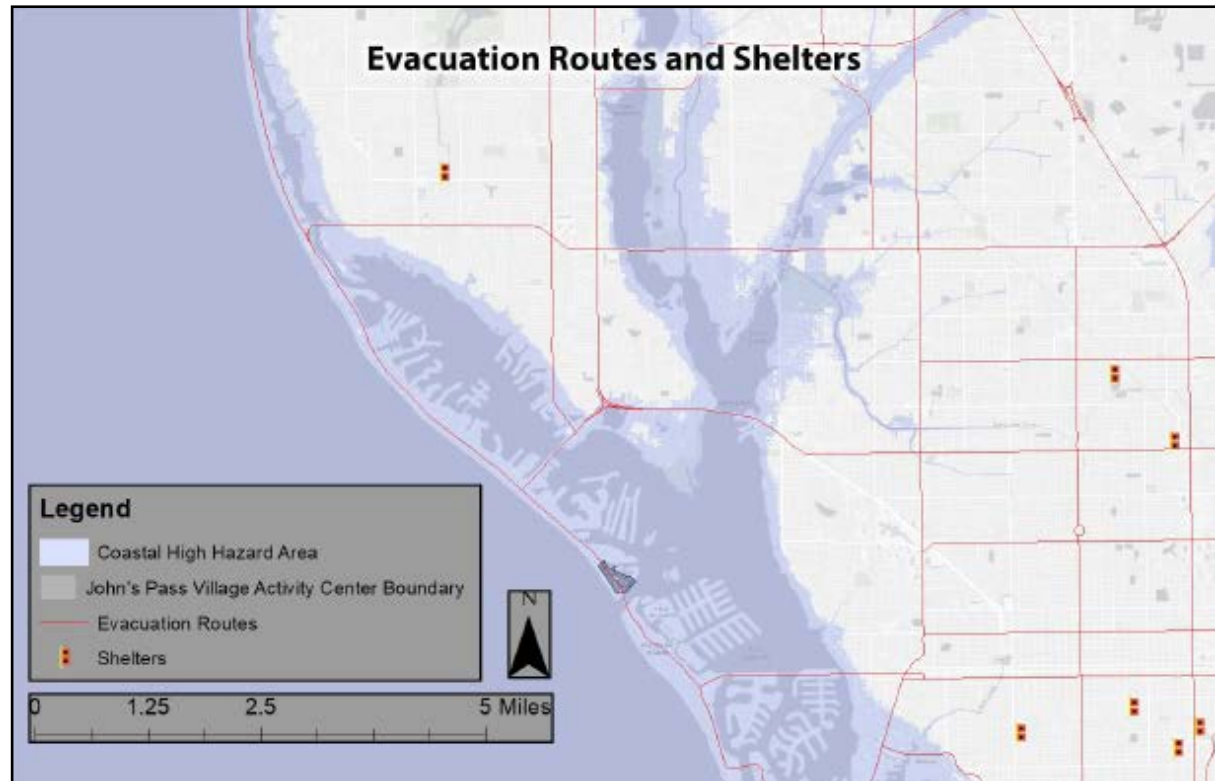 Evacuation Routes and Shelters
Legend
Coastal High Hazard Area
John's Pass Village Activity Center Boundary
Evacuation Routes
Shelters
N
0 1.25 2.5 5 Miles